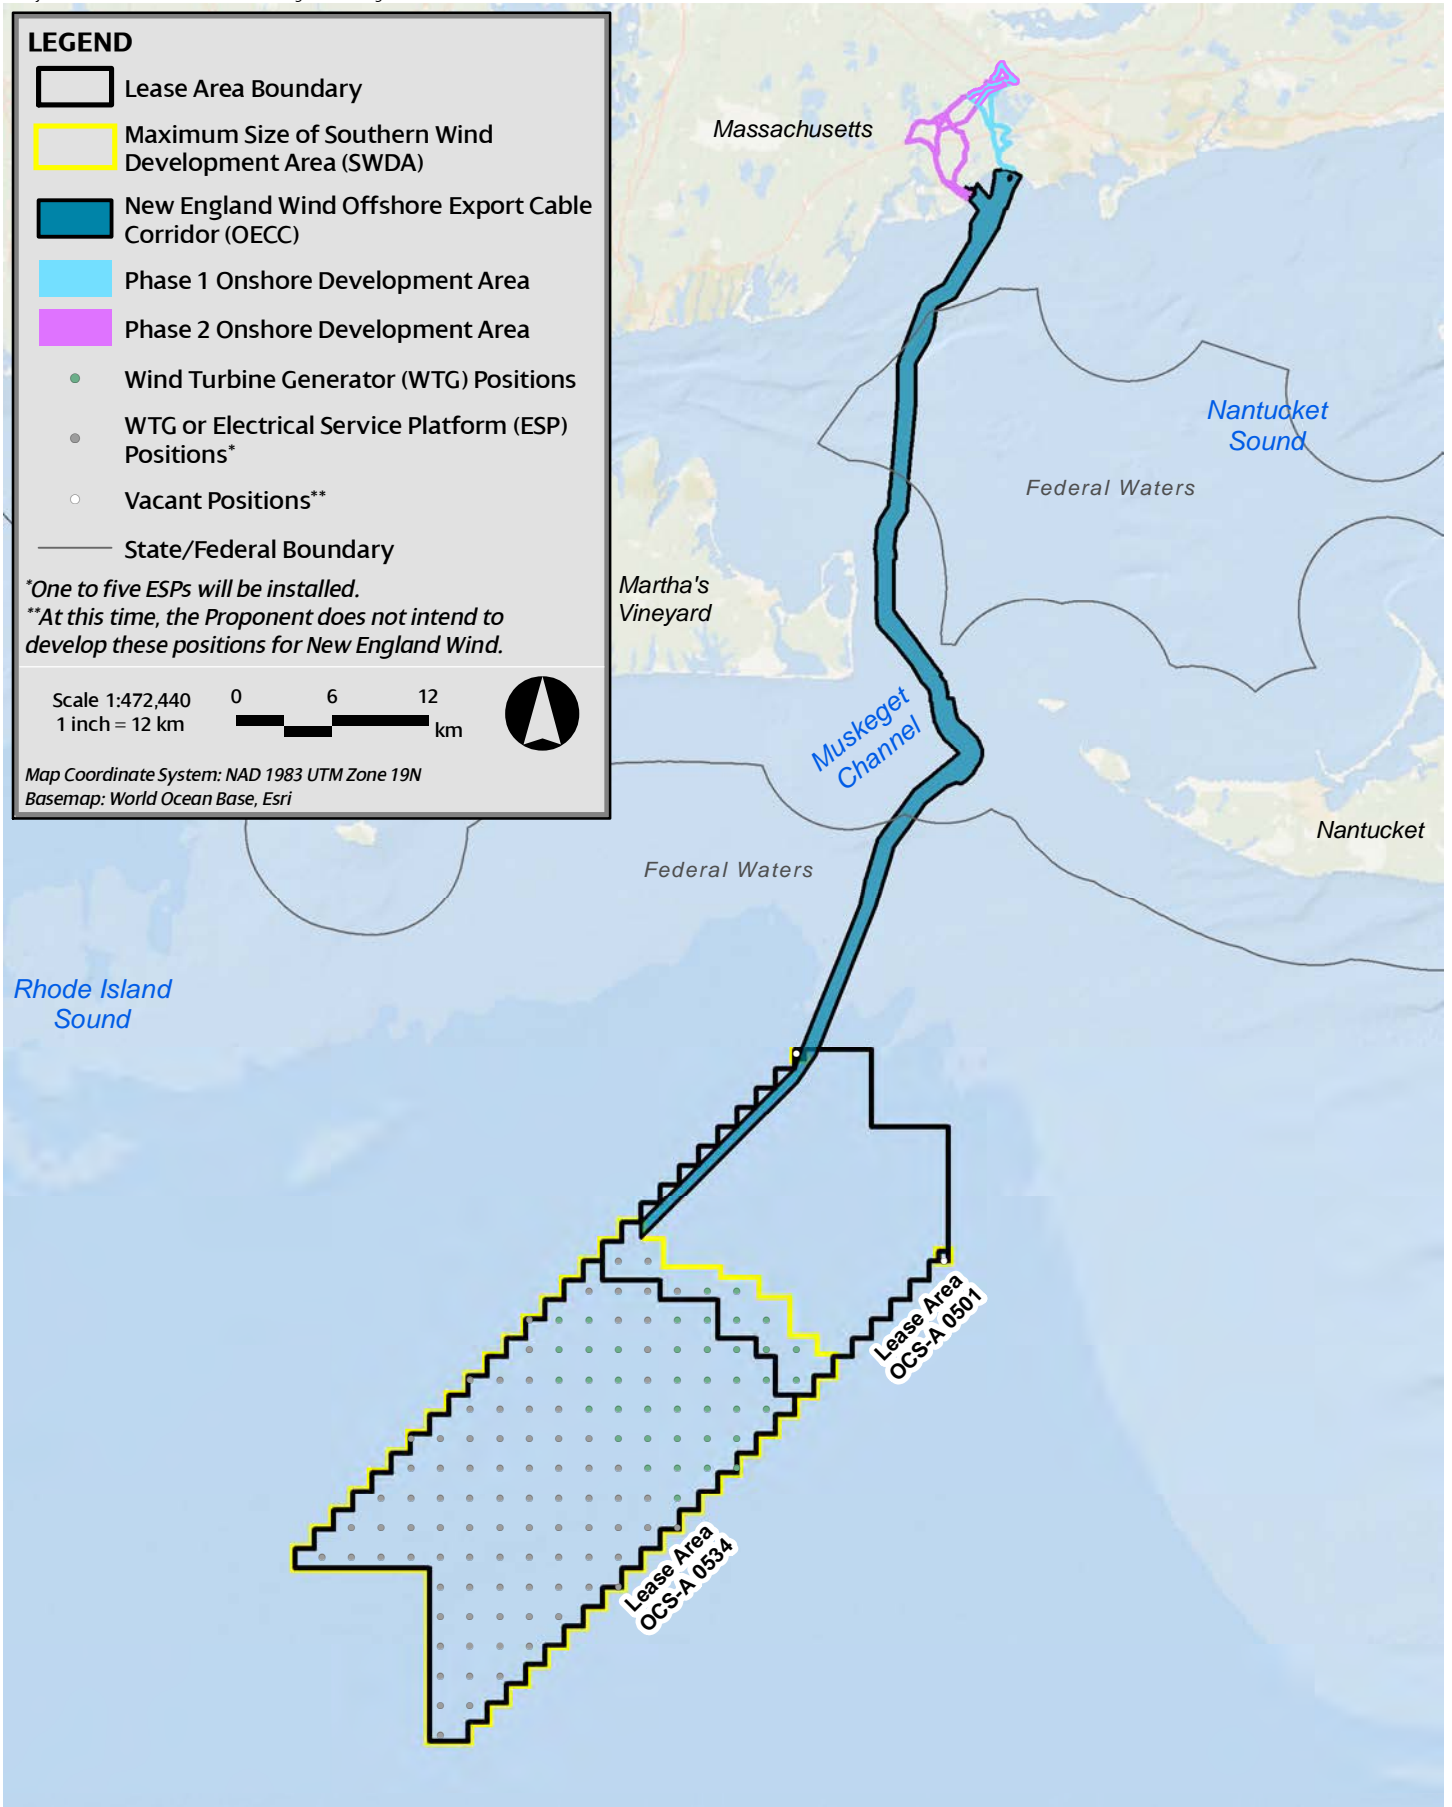 LEGEND
Lease Area Boundary
Maximum Size of Southern Wind
Development Area (SWDA)
New England Wind Offshore Export Cable
Corridor (OECC)
Phase 1 Onshore Development Area
Phase 2 Onshore Development Area
Wind Turbine Generator (WTG) Positions
WTG or Electrical Service Platform (ESP)
Positions*
Vacant Positions**
State/Federal Boundary
*One to five ESPs will be installed.
**At this time, the Proponent does not intend to
develop these positions for New England Wind.
Scale 1:472,440
1 inch = 12 km
0 6 12
km
Map Coordinate System: NAD 1983 UTM Zone 19N
Basemap: World Ocean Base, Esri
Massachusetts
Nantucket
Sound
Federal Waters
Martha's
Vineyard
Muskeget
Channel
Nantucket
Federal Waters
Rhode Island
Sound
Lease Area
OCS-A 0501
Lease Area
OCS-A 0534